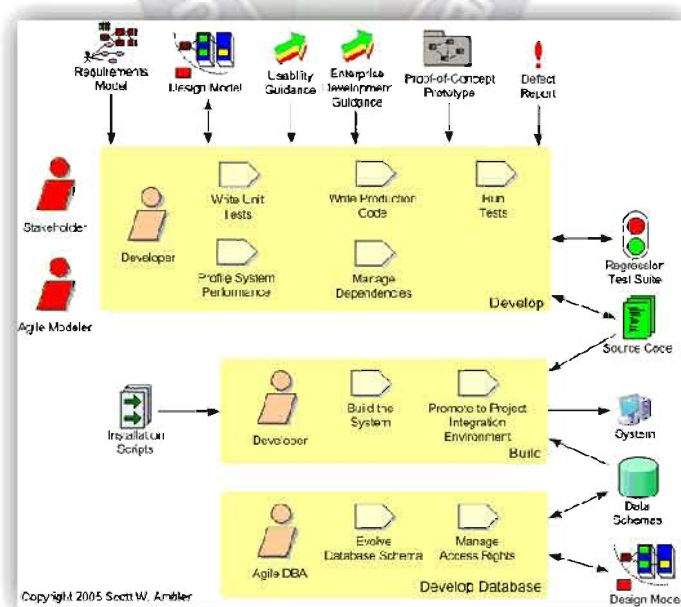 Requirements
Model
Design Model
Usability
Guidance
Enterprise
Development
Guidance
Proof-of-Concept
Prototype
Defect
Report
Stakeholder
Agile Modeler
Developer
Write Unit
Tests
Write Production
Code
Run
Tests
Profile System
Performance
Manage
Dependencies
Develop
Regression
Test Suite
Source Code
Installation
Scripts
Developer
Build the
System
Promote to Project
Integration
Environment
Build
System
Data
Schemas
Agile DBA
Evolve
Database Schema
Manage
Access Rights
Develop Database
Design Model
Copyright 2005 Scott W. Ambler